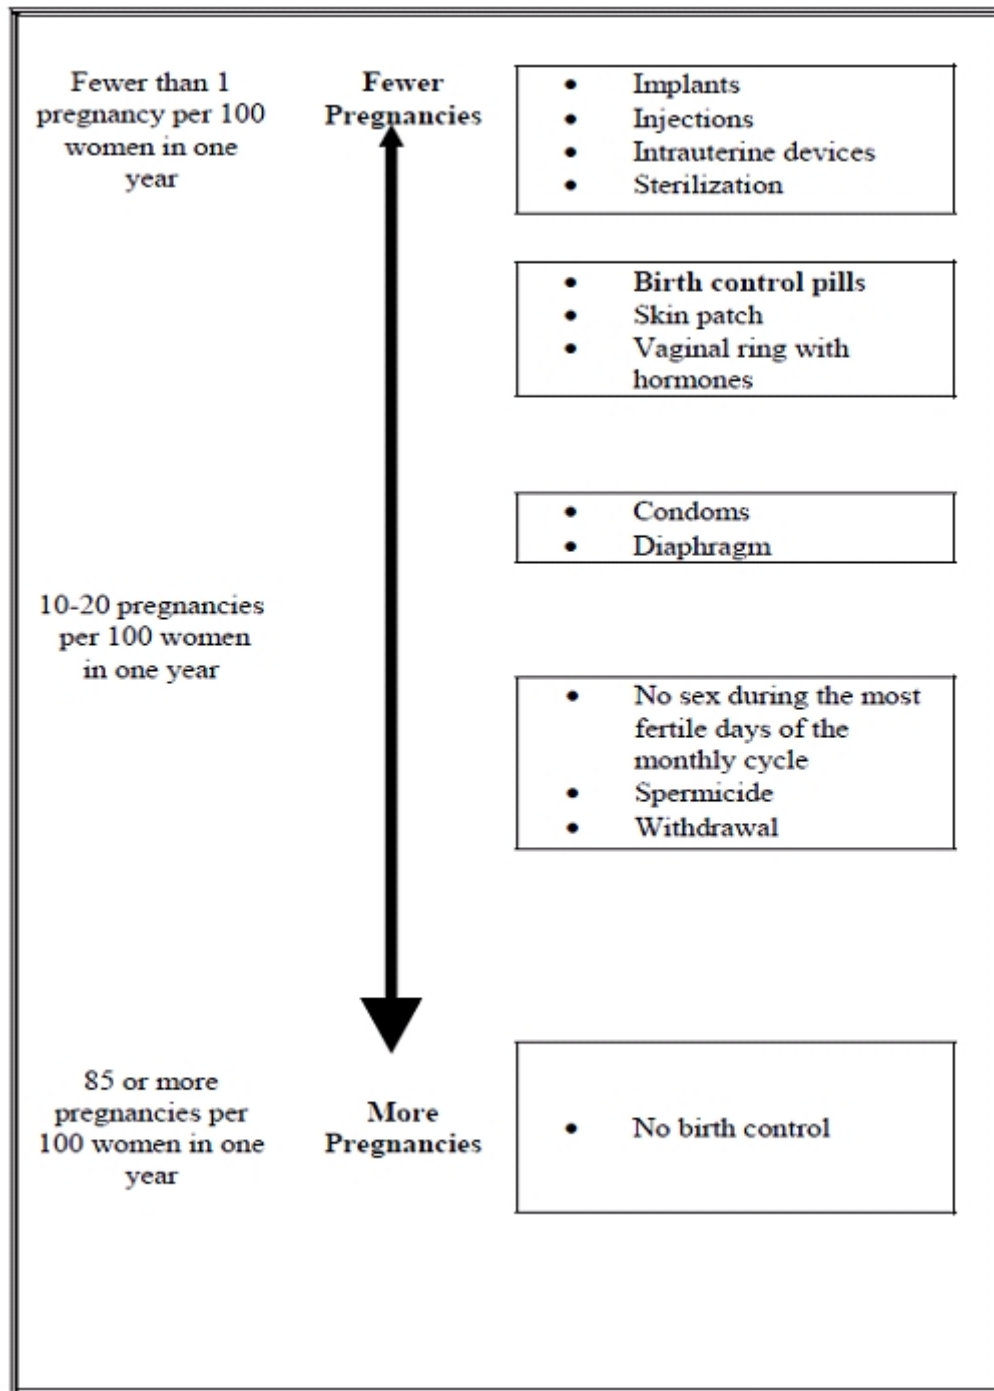 Fewer than 1
pregnancy per 100
women in one
year
Fewer
Pregnancies
• Implants
• Injections
• Intrauterine devices
• Sterilization
• Birth control pills
• Skin patch
• Vaginal ring with
hormones
• Condoms
• Diaphragm
10-20 pregnancies
per 100 women
in one year
• No sex during the most
fertile days of the
monthly cycle
• Spermicide
• Withdrawal
85 or more
pregnancies per
100 women in one
year
More
Pregnancies
• No birth control